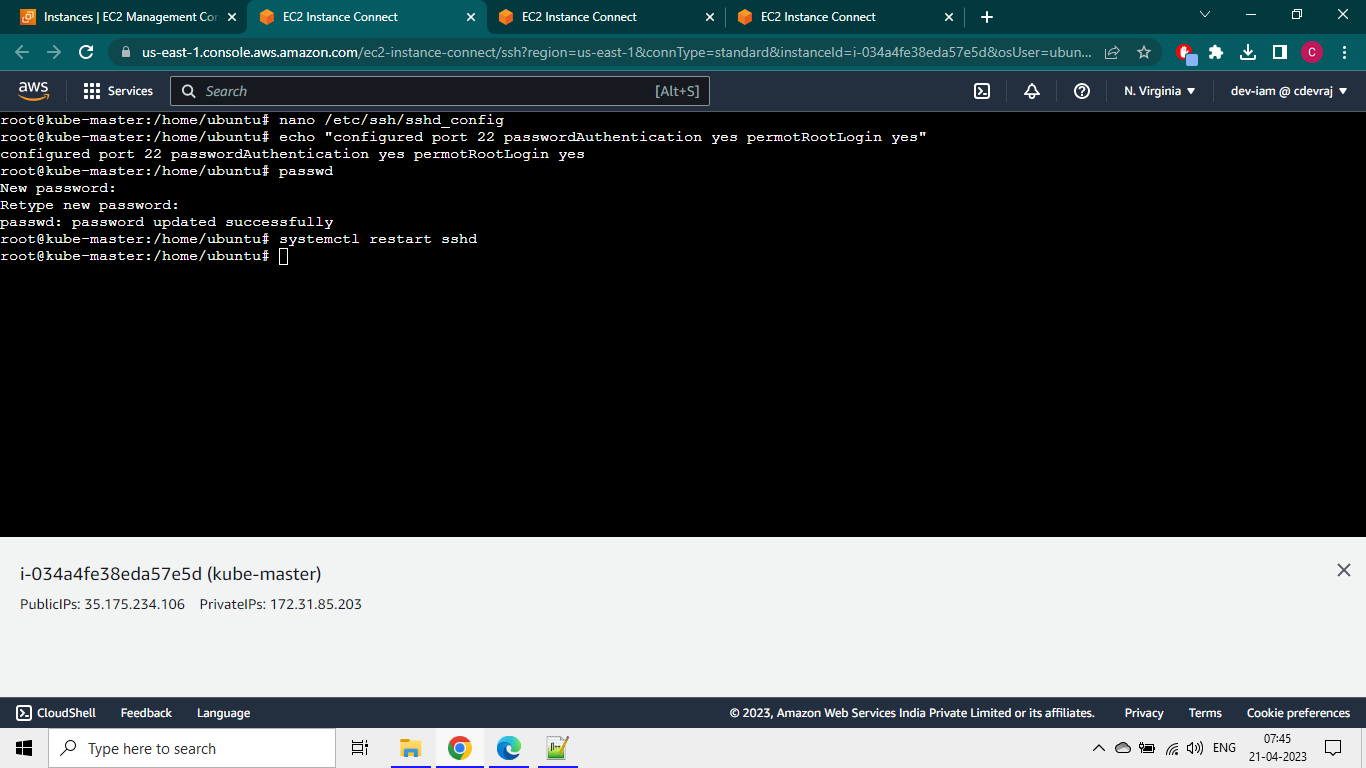 Instances | EC2 Management Co
EC2 Instance Connect
EC2 Instance Connect
EC2 Instance Connect
us-east-1.console.aws.amazon.com/ec2-instance-connect/ssh?region=us-east-1&connType=standard&instanceId=i-034a4fe38eda57e5d&osUser=ubun...
C
aws
Services
Search
[Alt+S]
N. Virginia
dev-iam @ cdevraj
root@kube-master:/home/ubuntu# nano /etc/ssh/sshd_config
root@kube-master:/home/ubuntu# echo "configured port 22 passwordAuthentication yes permotRootLogin yes"
configured port 22 passwordAuthentication yes permotRootLogin yes
root@kube-master:/home/ubuntu# passwd
New password:
Retype new password:
passwd: password updated successfully
root@kube-master:/home/ubuntu# systemctl restart sshd
root@kube-master:/home/ubuntu#
i-034a4fe38eda57e5d (kube-master)
PublicIPs: 35.175.234.106 PrivateIPs: 172.31.85.203
CloudShell
Feedback
Language
© 2023, Amazon Web Services India Private Limited or its affiliates.
Privacy
Terms
Cookie preferences
Type here to search
ENG
07:45
21-04-2023